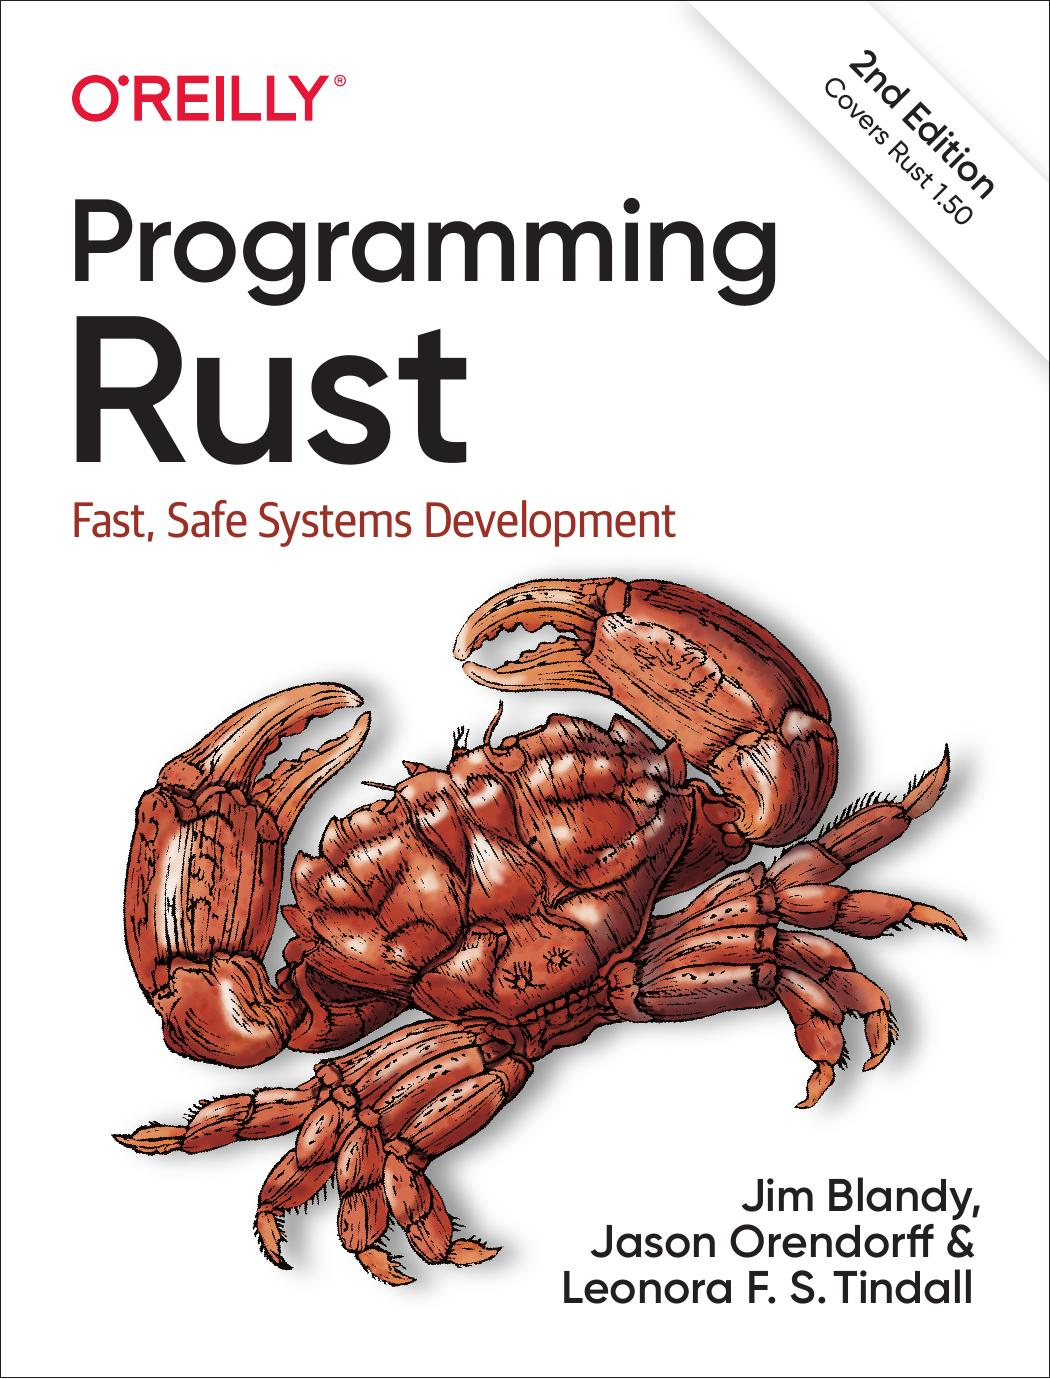 O'REILLY®
2nd Edition
Covers Rust 1.50
Programming
Rust
Fast, Safe Systems Development
Jim Blandy,
Jason Orendorff &
Leonora F. S. Tindall